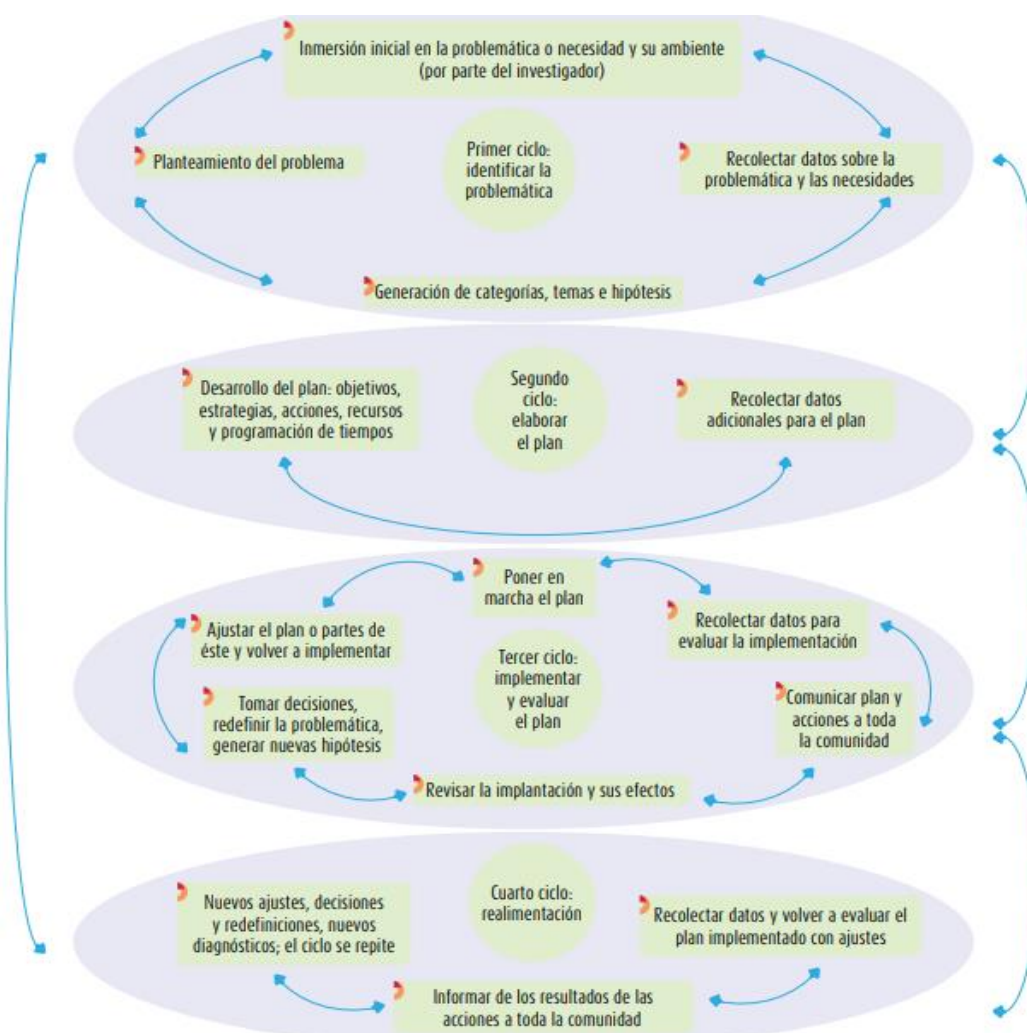 Inmersión inicial en la problemática o necesidad y su ambiente
(por parte del investigador)
Planteamiento del problema
Primer ciclo:
identificar la
problemática
Recolectar datos sobre la
problemática y las necesidades
Generación de categorías, temas e hipótesis
Desarrollo del plan: objetivos,
estrategias, acciones, recursos
y programación de tiempos
Segundo
ciclo:
elaborar
el plan
Recolectar datos
adicionales para el plan
Poner en
marcha el plan
Ajustar el plan o partes de
éste y volver a implementar
Recolectar datos para
evaluar la implementación
Tercer ciclo:
implementar
y evaluar
el plan
Tomar decisiones,
redefinir la problemática,
generar nuevas hipótesis
Comunicar plan y
acciones a toda
la comunidad
Revisar la implantación y sus efectos
Cuarto ciclo:
realimentación
Nuevos ajustes, decisiones
y redefiniciones, nuevos
diagnósticos; el ciclo se repite
Recolectar datos y volver a evaluar el
plan implementado con ajustes
Informar de los resultados de las
acciones a toda la comunidad